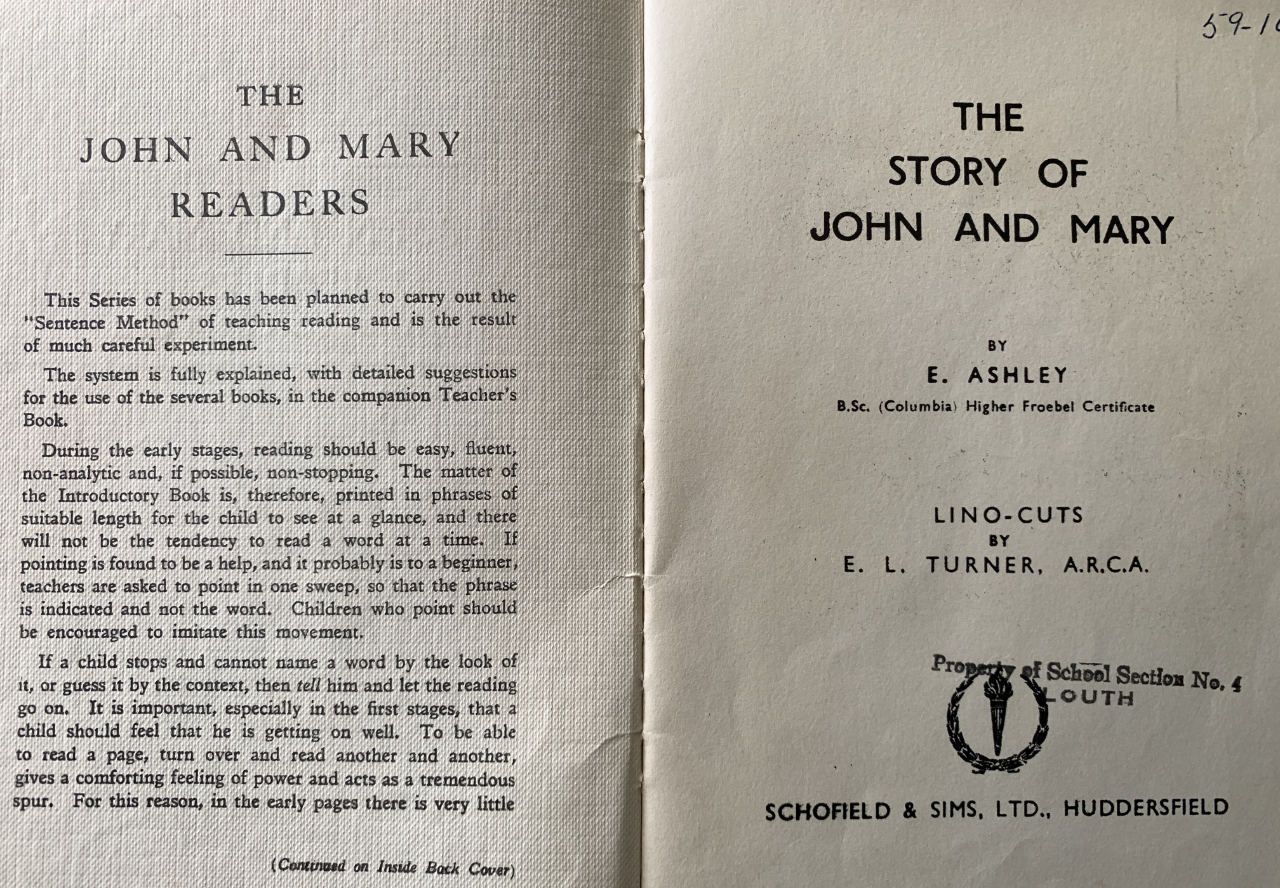 THE
JOHN AND MARY
READERS
This Series of books has been planned to carry out the
"Sentence Method" of teaching reading and is the result
of much careful experiment.
The system is fully explained, with detailed suggestions
for the use of the several books, in the companion Teacher's
Book.
During the early stages, reading should be easy, fluent,
non-analytic and, if possible, non-stopping. The matter of
the Introductory Book is, therefore, printed in phrases of
suitable length for the child to see at a glance, and there
will not be the tendency to read a word at a time. If
pointing is found to be a help, and it probably is to a beginner,
teachers are asked to point in one sweep, so that the phrase
is indicated and not the word. Children who point should
be encouraged to imitate this movement.
If a child stops and cannot name a word by the look of
it, or guess it by the context, then tell him and let the reading
go on. It is important, especially in the first stages, that a
child should feel that he is getting on well. To be able
to read a page, turn over and read another and another,
gives a comforting feeling of power and acts as a tremendous
spur. For this reason, in the early pages there is very little
(Continued on Inside Back Cover)
THE
STORY OF
JOHN AND MARY
BY
E. ASHLEY
B.Sc. (Columbia) Higher Froebel Certificate
LINO-CUTS
BY
E. L. TURNER, A.R.C.A.
Property of School Section No. 4
LOUTH
SCHOFIELD & SIMS, LTD., HUDDERSFIELD